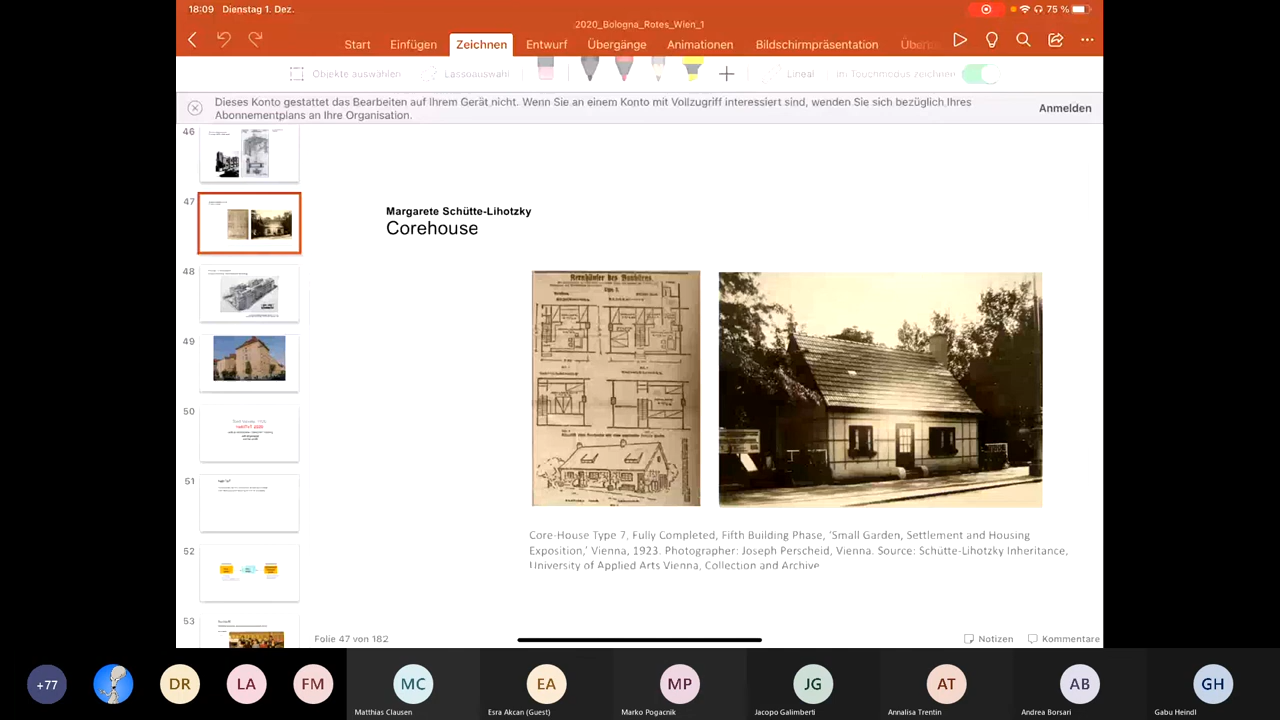 18:09 Dienstag 1. Dez.
75 %
2020_Bologna_Rotes_Wien_1
Start Einfügen Zeichnen Entwurf Übergänge Animationen Bildschirmpräsentation
Objekte auswählen Lassoauswahl Lineal Im Touchmodus zeichnen
Dieses Konto gestattet das Bearbeiten auf Ihrem Gerät nicht. Wenn Sie an einem Konto mit Vollzugriff interessiert sind, wenden Sie sich bezüglich Ihres
Abonnementplans an Ihre Organisation.
Anmelden
46
47
48
49
50
51
52
53
Margarete Schütte-Lihotzky
Corehouse
Kernhäuser des
Core-House Type 7, Fully Completed, Fifth Building Phase, 'Small Garden, Settlement and Housing
Exposition,' Vienna, 1923. Photographer: Joseph Perscheid, Vienna. Source: Schütte-Lihotzky Inheritance,
University of Applied Arts Vienna, Collection and Archive
Folie 47 von 182
Notizen Kommentare
+77 DR LA FM MC EA MP JG AT AB GH
Matthias Clausen Esra Akcan (Guest) Marko Pogacnik Jacopo Galimberti Annalisa Trentin Andrea Borsari Gabu Heindl